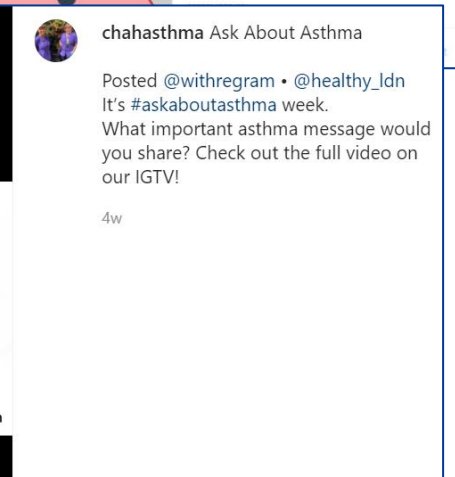 chahasthma Ask About Asthma
Posted @withregram • @healthy_ldn
It's #askaboutasthma week.
What important asthma message would
you share? Check out the full video on
our IGTV!
4w